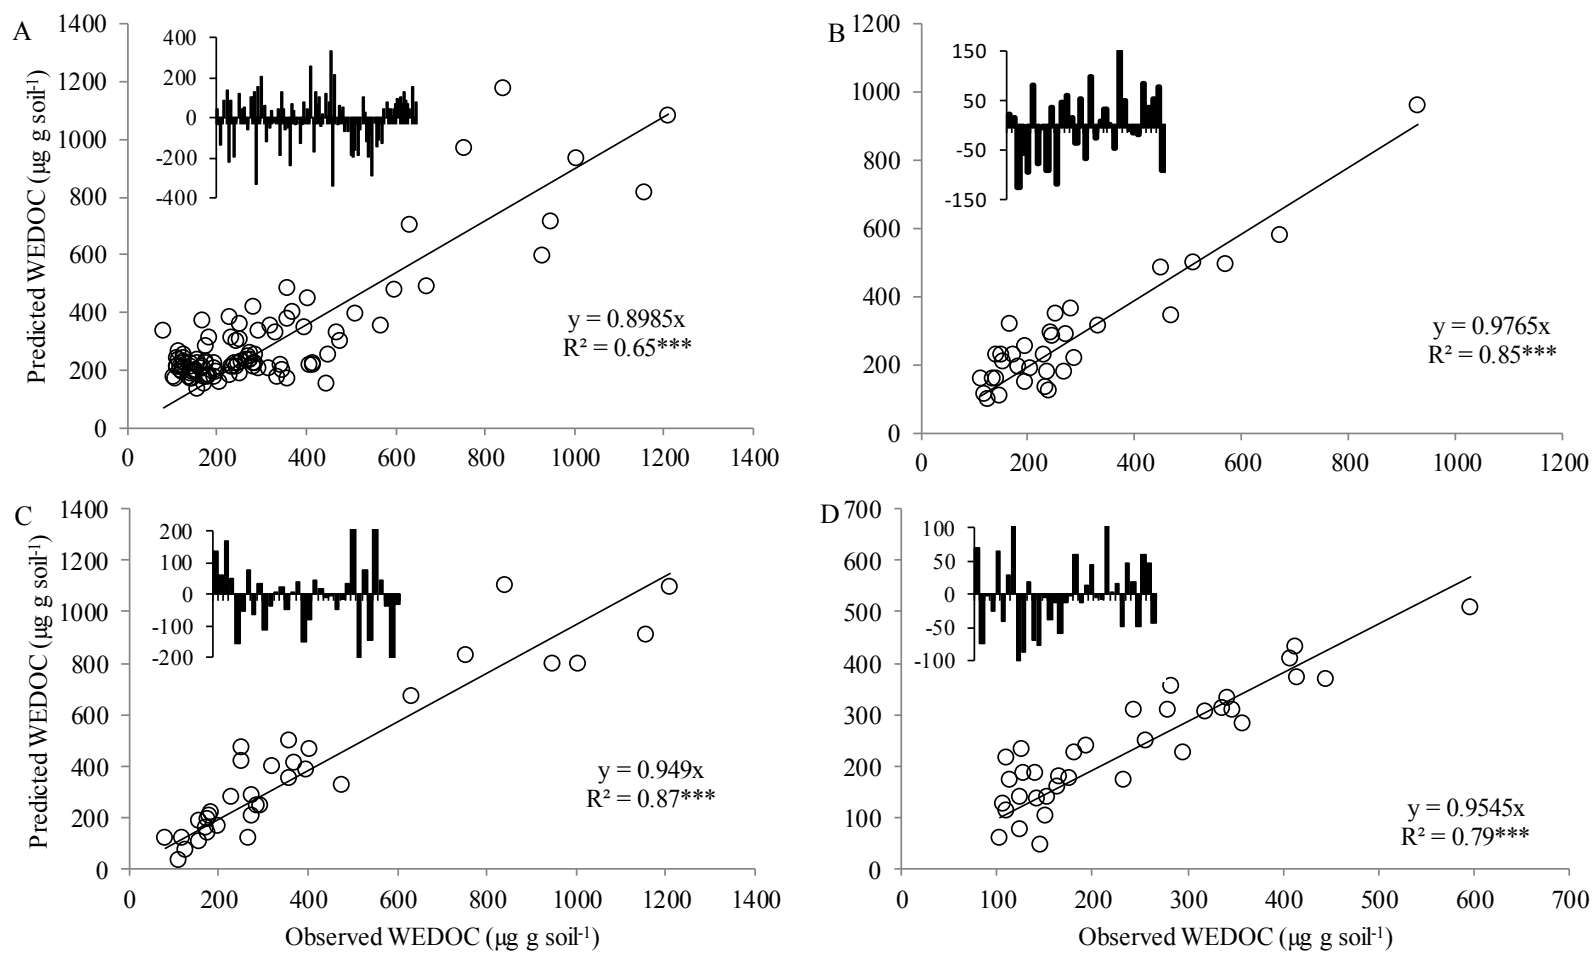 A
Predicted WEDOC (µg g soil-1)
1400
1200
1000
800
600
400
200
0
0 200 400 600 800 1000 1200 1400
400
200
0
-200
-400
y = 0.8985x
R² = 0.65***
B
1200
1000
800
600
400
200
0
0 200 400 600 800 1000 1200
150
50
-50
-150
y = 0.9765x
R² = 0.85***
C
Predicted WEDOC (µg g soil-1)
1400
1200
1000
800
600
400
200
0
0 200 400 600 800 1000 1200 1400
Observed WEDOC (µg g soil-1)
200
100
0
-100
-200
y = 0.949x
R² = 0.87***
D
700
600
500
400
300
200
100
0
0 100 200 300 400 500 600 700
Observed WEDOC (µg g soil-1)
100
50
0
-50
-100
y = 0.9545x
R² = 0.79***